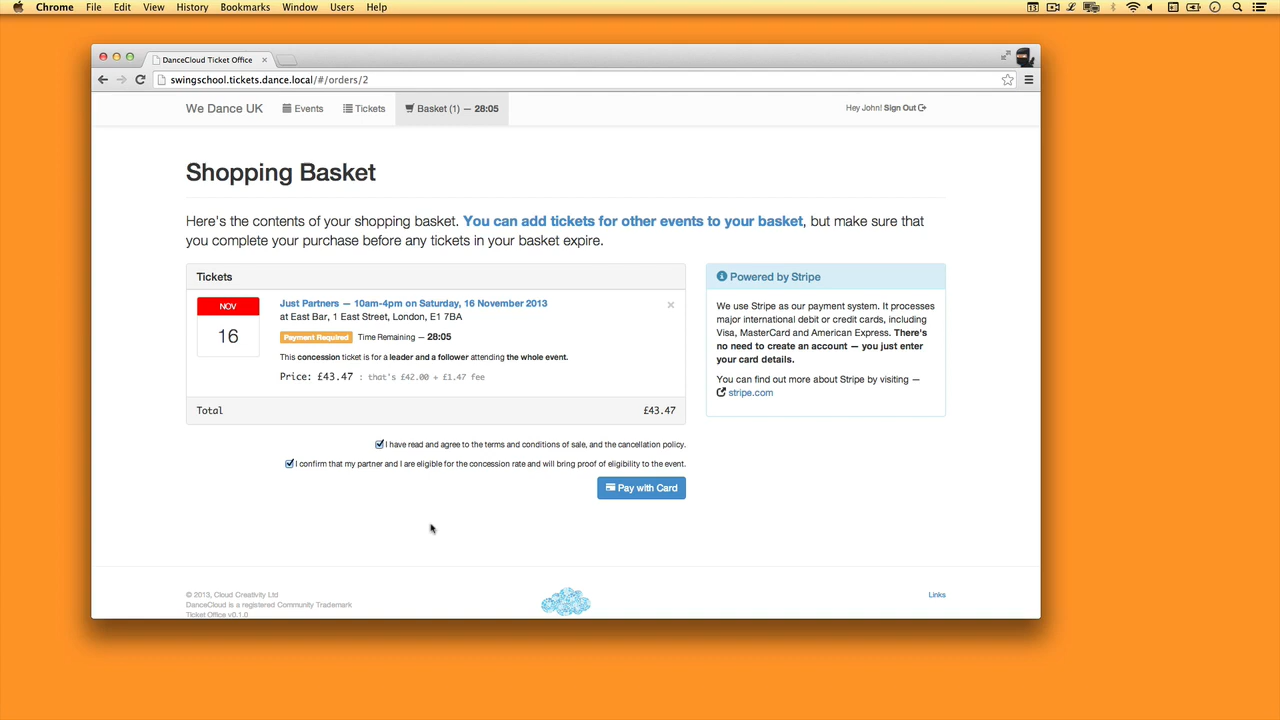 Chrome File Edit View History Bookmarks Window Users Help
DanceCloud Ticket Office
swingschool.tickets.dance.local/#/orders/2
We Dance UK Events Tickets Basket (1) — 28:05 Hey John! Sign Out
Shopping Basket
Here's the contents of your shopping basket. You can add tickets for other events to your basket, but make sure that
you complete your purchase before any tickets in your basket expire.
Tickets
NOV
16
Just Partners — 10am-4pm on Saturday, 16 November 2013
at East Bar, 1 East Street, London, E1 7BA
Payment Required Time Remaining — 28:05
This concession ticket is for a leader and a follower attending the whole event.
Price: £43.47 : that's £42.00 + £1.47 fee
Total £43.47
I have read and agree to the terms and conditions of sale, and the cancellation policy.
I confirm that my partner and I are eligible for the concession rate and will bring proof of eligibility to the event.
Pay with Card
Powered by Stripe
We use Stripe as our payment system. It processes
major international debit or credit cards, including
Visa, MasterCard and American Express. There's
no need to create an account — you just enter
your card details.
You can find out more about Stripe by visiting —
stripe.com
© 2013, Cloud Creativity Ltd
DanceCloud is a registered Community Trademark
Ticket Office v0.1.0
Links